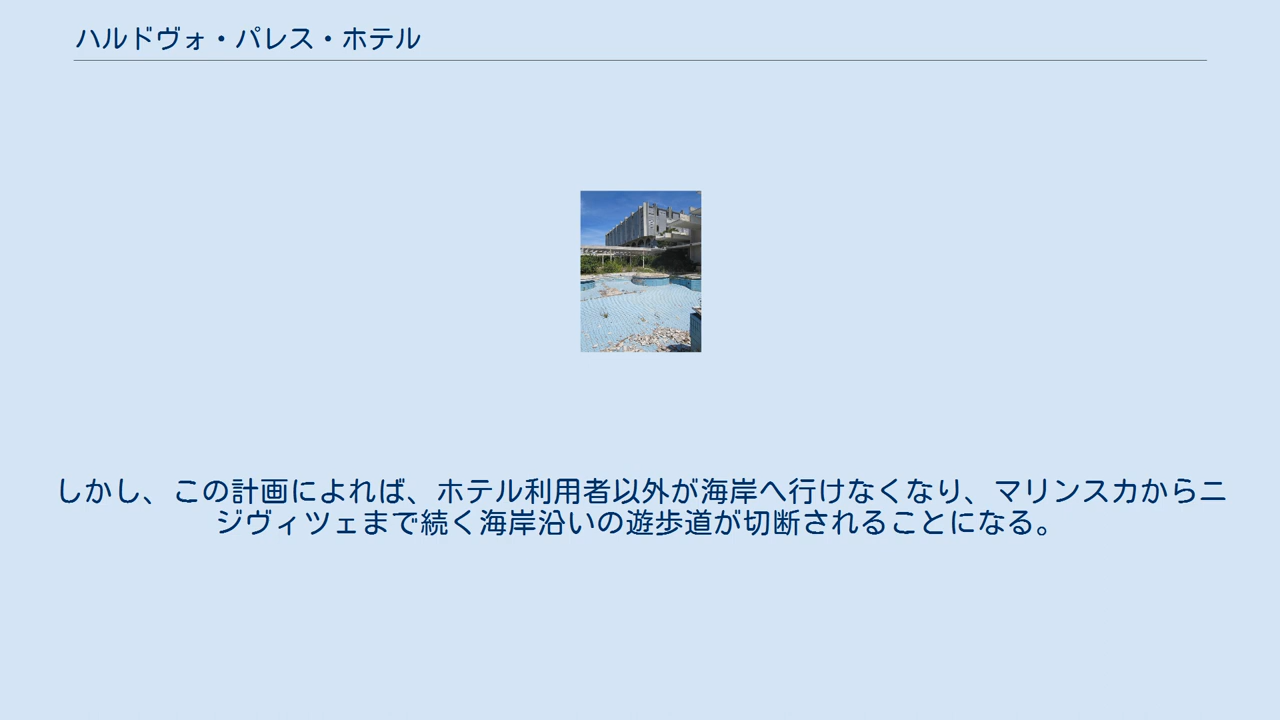 ハルドヴォ・パレス・ホテル
しかし、この計画によれば、ホテル利用者以外が海岸へ行けなくなり、マリンスカからニ
ジヴィツェまで続く海岸沿いの遊歩道が切断されることになる。